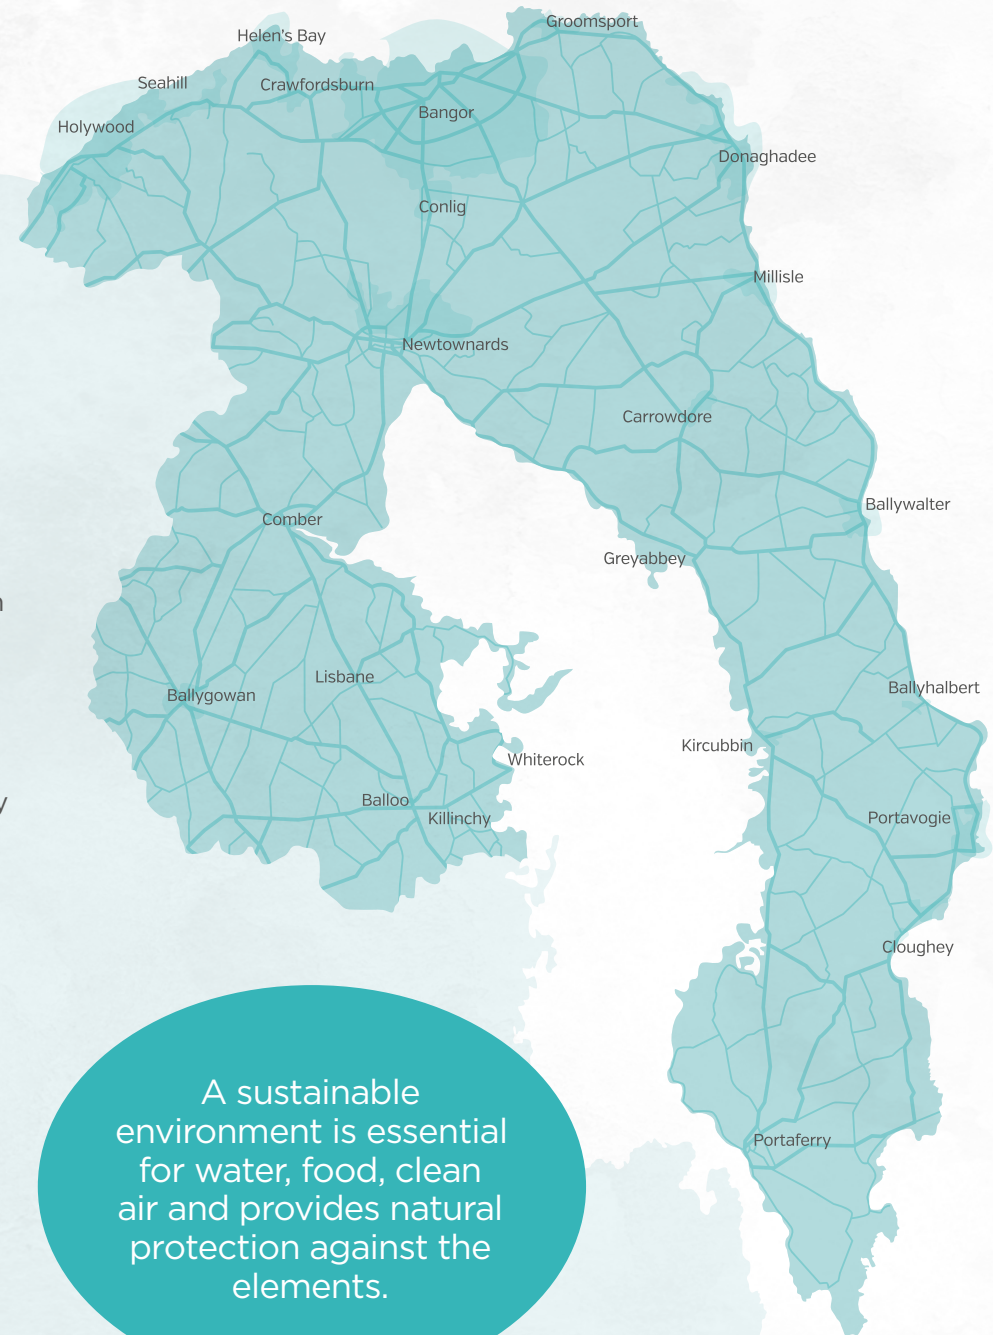 Groomsport
Helen's Bay
Seahill
Crawfordsburn
Bangor
Holywood
Donaghadee
Conlig
Millisle
Newtownards
Carrowdore
Ballywalter
Comber
Greyabbey
Lisbane
Ballyhalbert
Ballygowan
Kircubbin
Whiterock
Balloo
Killinchy
Portavogie
Cloughey
A sustainable
environment is essential
for water, food, clean
air and provides natural
protection against the
elements.
Portaferry